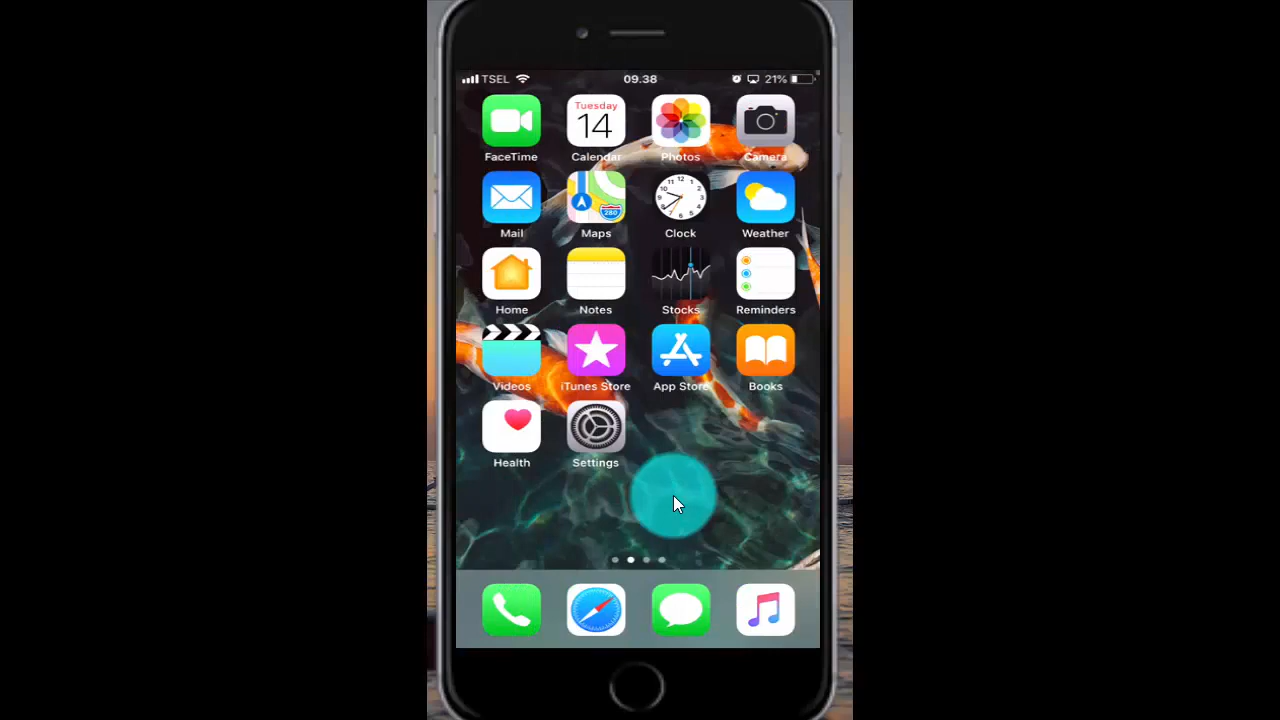 TSEL 09.38 21%
Tuesday
14
FaceTime Calendar Photos Camera
280
Mail Maps Clock Weather
Home Notes Stocks Reminders
Videos iTunes Store App Store Books
Health Settings